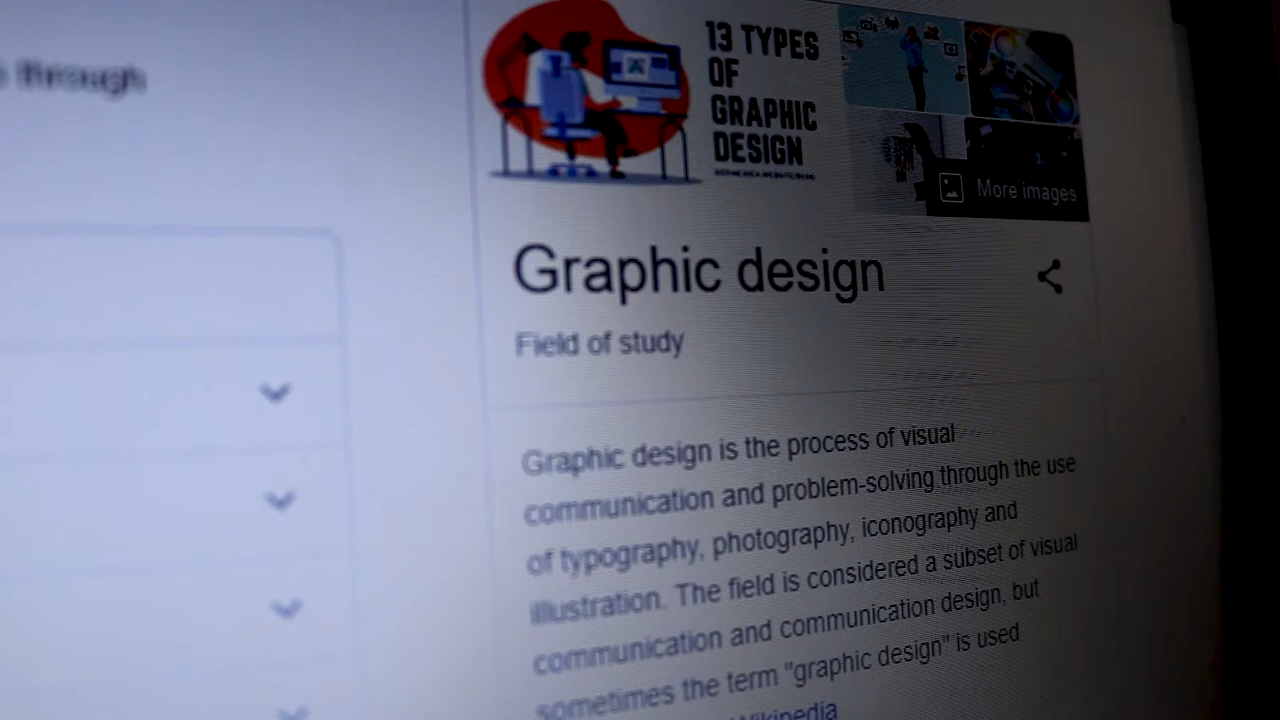 through
13 TYPES
OF
GRAPHIC
DESIGN
More images
Graphic design
Field of study
Graphic design is the process of visual
communication and problem-solving through the use
of typography, photography, iconography and
illustration. The field is considered a subset of visual
communication and communication design, but
sometimes the term "graphic design" is used
Wikipedia